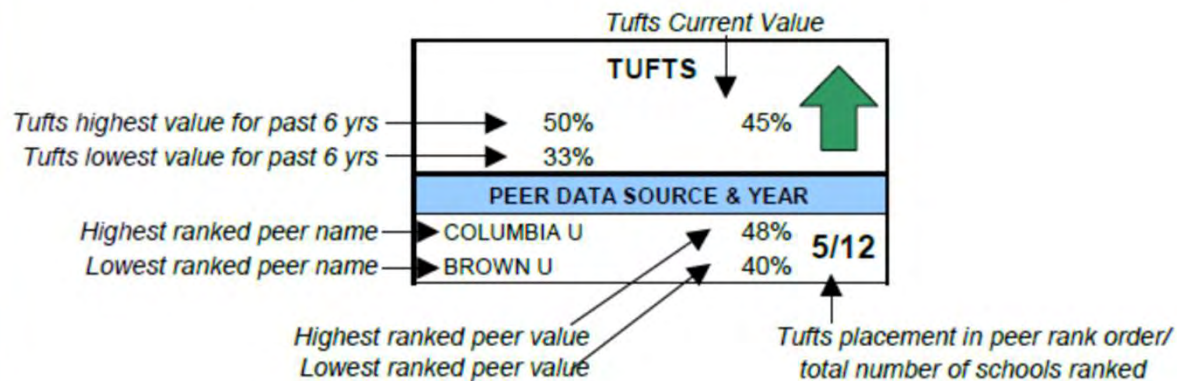 Tufts Current Value
TUFTS
Tufts highest value for past 6 yrs 50% 45%
Tufts lowest value for past 6 yrs 33%
PEER DATA SOURCE & YEAR
Highest ranked peer name COLUMBIA U 48% 5/12
Lowest ranked peer name BROWN U 40%
Highest ranked peer value
Lowest ranked peer value
Tufts placement in peer rank order/
total number of schools ranked